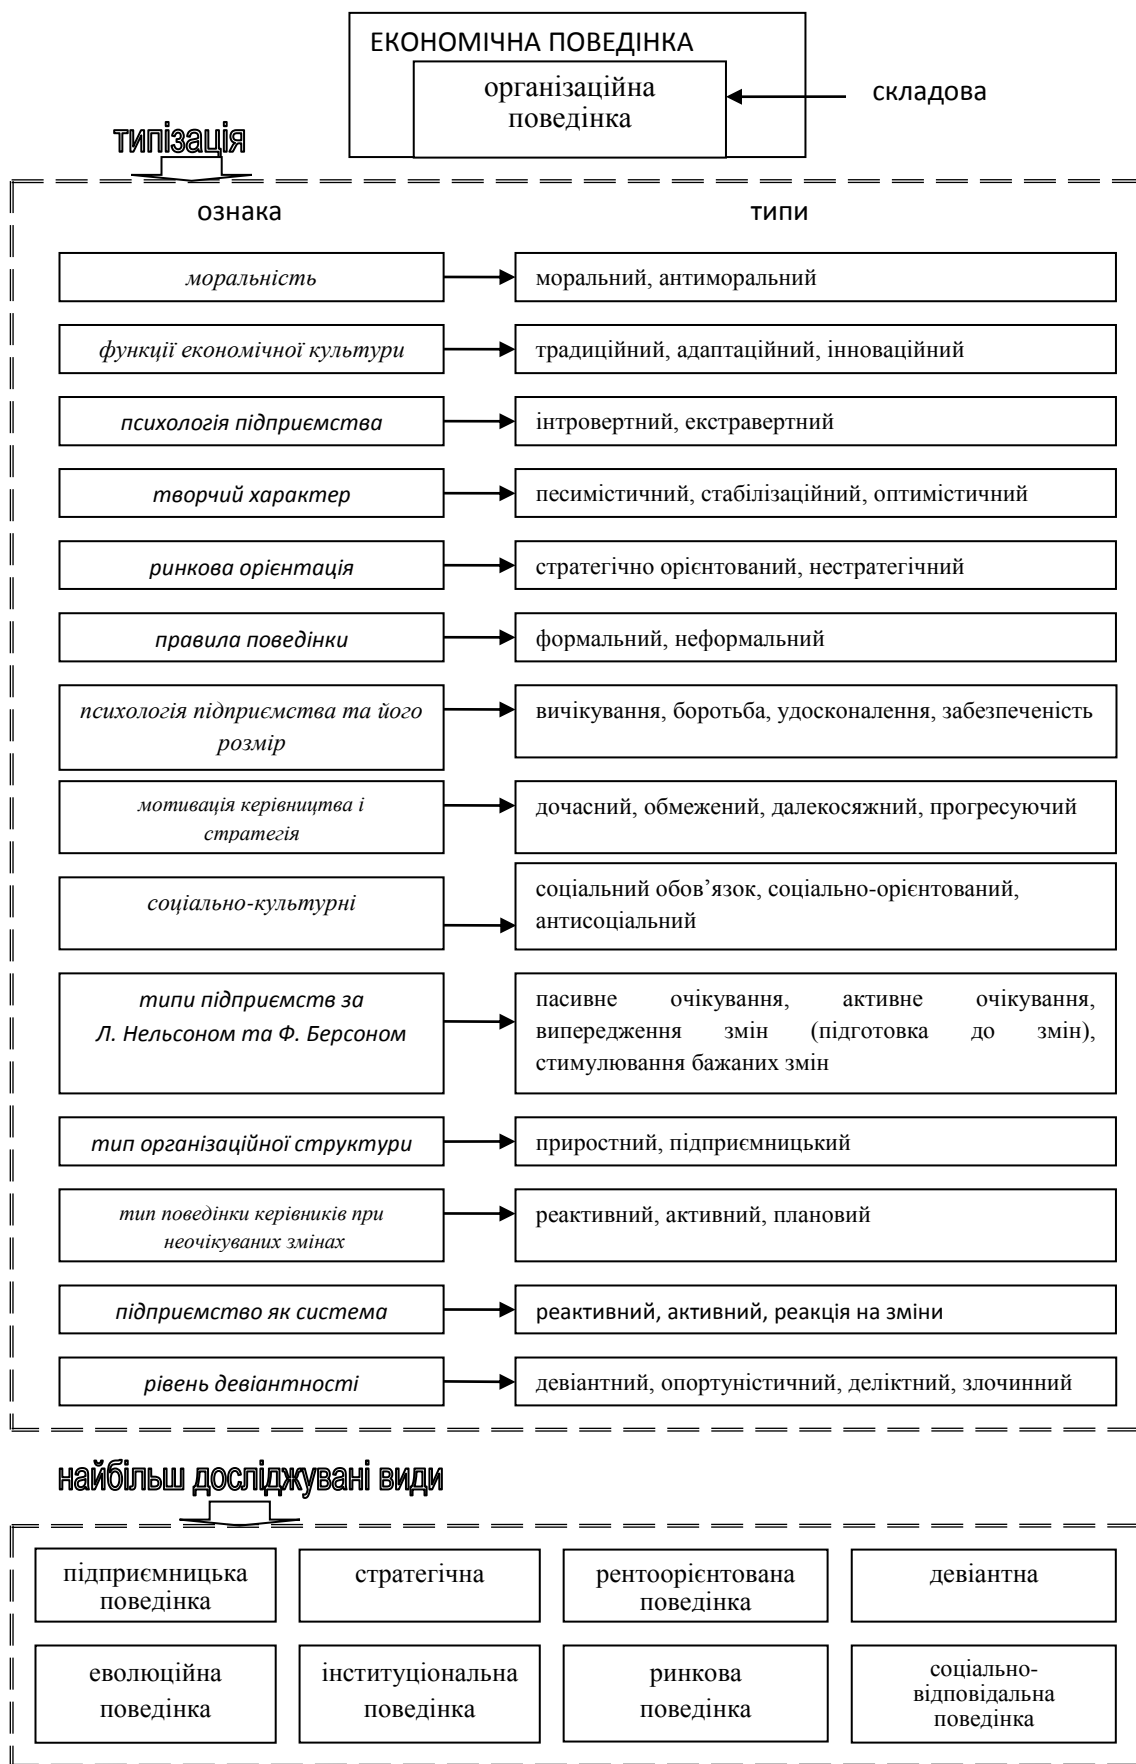 ЕКОНОМІЧНА ПОВЕДІНКА
організаційна
поведінка
складова
типізація
ознака
типи
моральність
моральний, антиморальний
функції економічної культури
традиційний, адаптаційний, інноваційний
психологія підприємства
інтровертний, екстравертний
творчий характер
песимістичний, стабілізаційний, оптимістичний
ринкова орієнтація
стратегічно орієнтований, нестратегічний
правила поведінки
формальний, неформальний
психологія підприємства та його
розмір
вичікування, боротьба, удосконалення, забезпеченість
мотивація керівництва і
стратегія
дочасний, обмежений, далекосяжний, прогресуючий
соціально-культурні
соціальний обов’язок, соціально-орієнтований,
антисоціальний
типи підприємств за
Л. Нельсоном та Ф. Берсоном
пасивне очікування, активне очікування,
випередження змін (підготовка до змін),
стимулювання бажаних змін
тип організаційної структури
приростний, підприємницький
тип поведінки керівників при
неочікуваних змінах
реактивний, активний, плановий
підприємство як система
реактивний, активний, реакція на зміни
рівень девіантності
девіантний, опортуністичний, деліктний, злочинний
найбільш досліджувані види
підприємницька
поведінка
стратегічна
рентоорієнтована
поведінка
девіантна
еволюційна
поведінка
інституціональна
поведінка
ринкова
поведінка
соціально-
відповідальна
поведінка